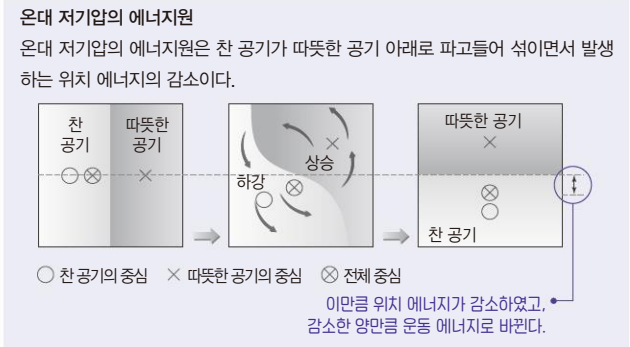 온대 저기압의 에너지원
온대 저기압의 에너지원은 찬 공기가 따뜻한 공기 아래로 파고들어 섞이면서 발생
하는 위치 에너지의 감소이다.
찬
공기
따뜻한
공기
상승
하강
따뜻한 공기
찬 공기
○ 찬 공기의 중심 × 따뜻한 공기의 중심 ⊗ 전체 중심
이만큼 위치 에너지가 감소하였고,
감소한 양만큼 운동 에너지로 바뀐다.